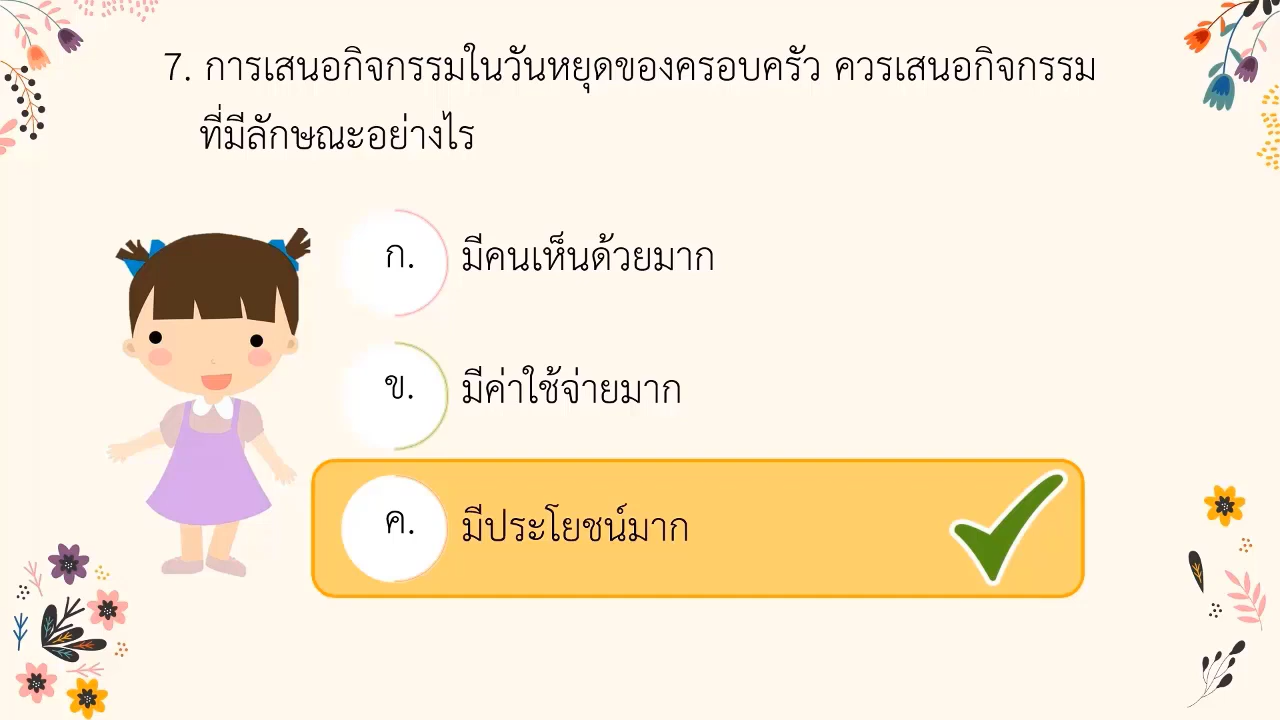 7. การเสนอกิจกรรมในวันหยุดของครอบครัว ควรเสนอกิจกรรม
ที่มีลักษณะอย่างไร
ก. มีคนเห็นด้วยมาก
ข. มีค่าใช้จ่ายมาก
ค. มีประโยชน์มาก